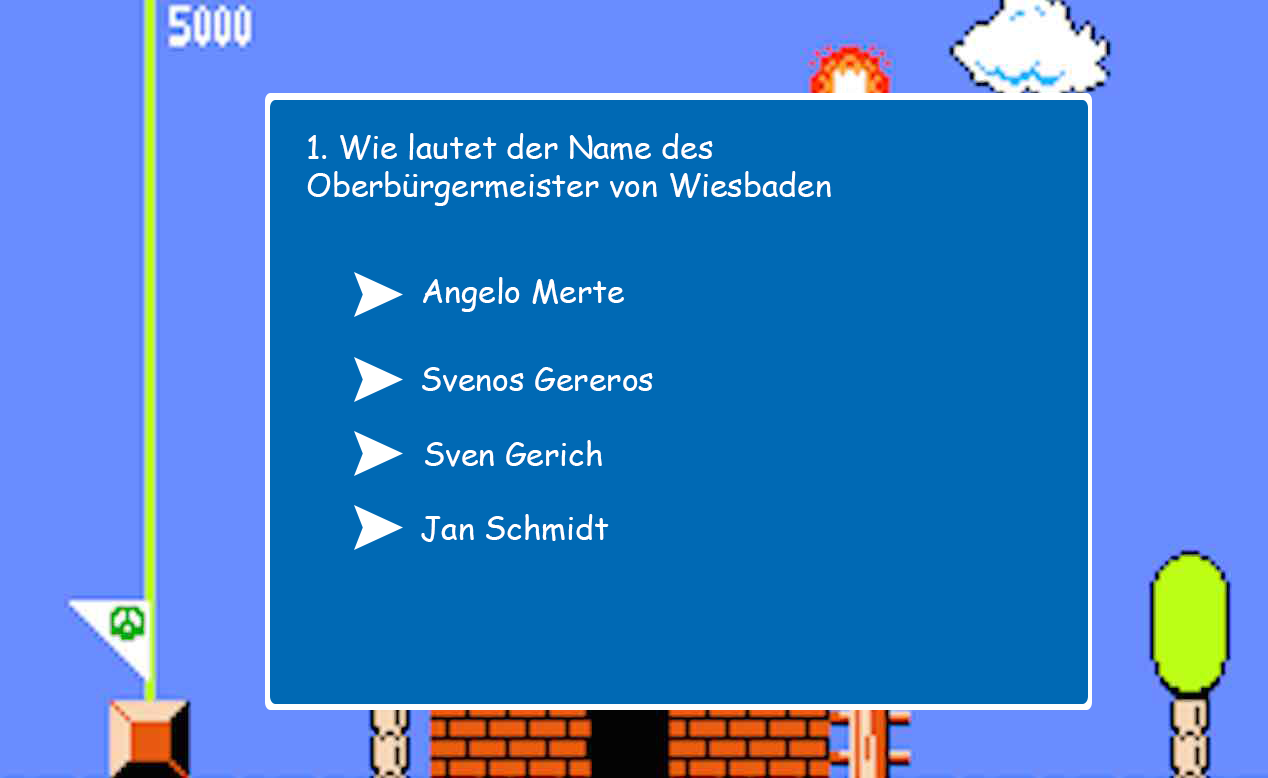 5000
1. Wie lautet der Name des
Oberbürgermeister von Wiesbaden
Angelo Merte
Svenos Gereros
Sven Gerich
Jan Schmidt